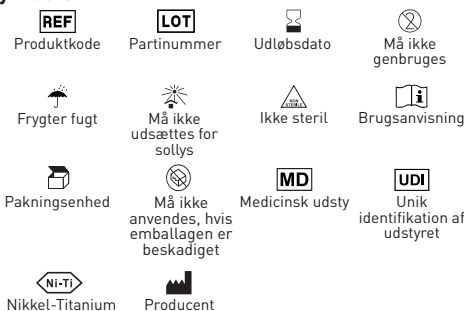 REF
LOT
Produktkode
Partinummer
Udløbsdato
Må ikke
genbruges
NON
STERILE
Frygter fugt
Må ikke
udsættes for
sollys
Ikke steril
Brugsanvisning
MD
UDI
Pakningsenhed
Må ikke
anvendes, hvis
emballagen er
beskadiget
Medicinsk udsty
Unik
identifikation af
udstyret
Ni-Ti
Nikkel-Titanium
Producent